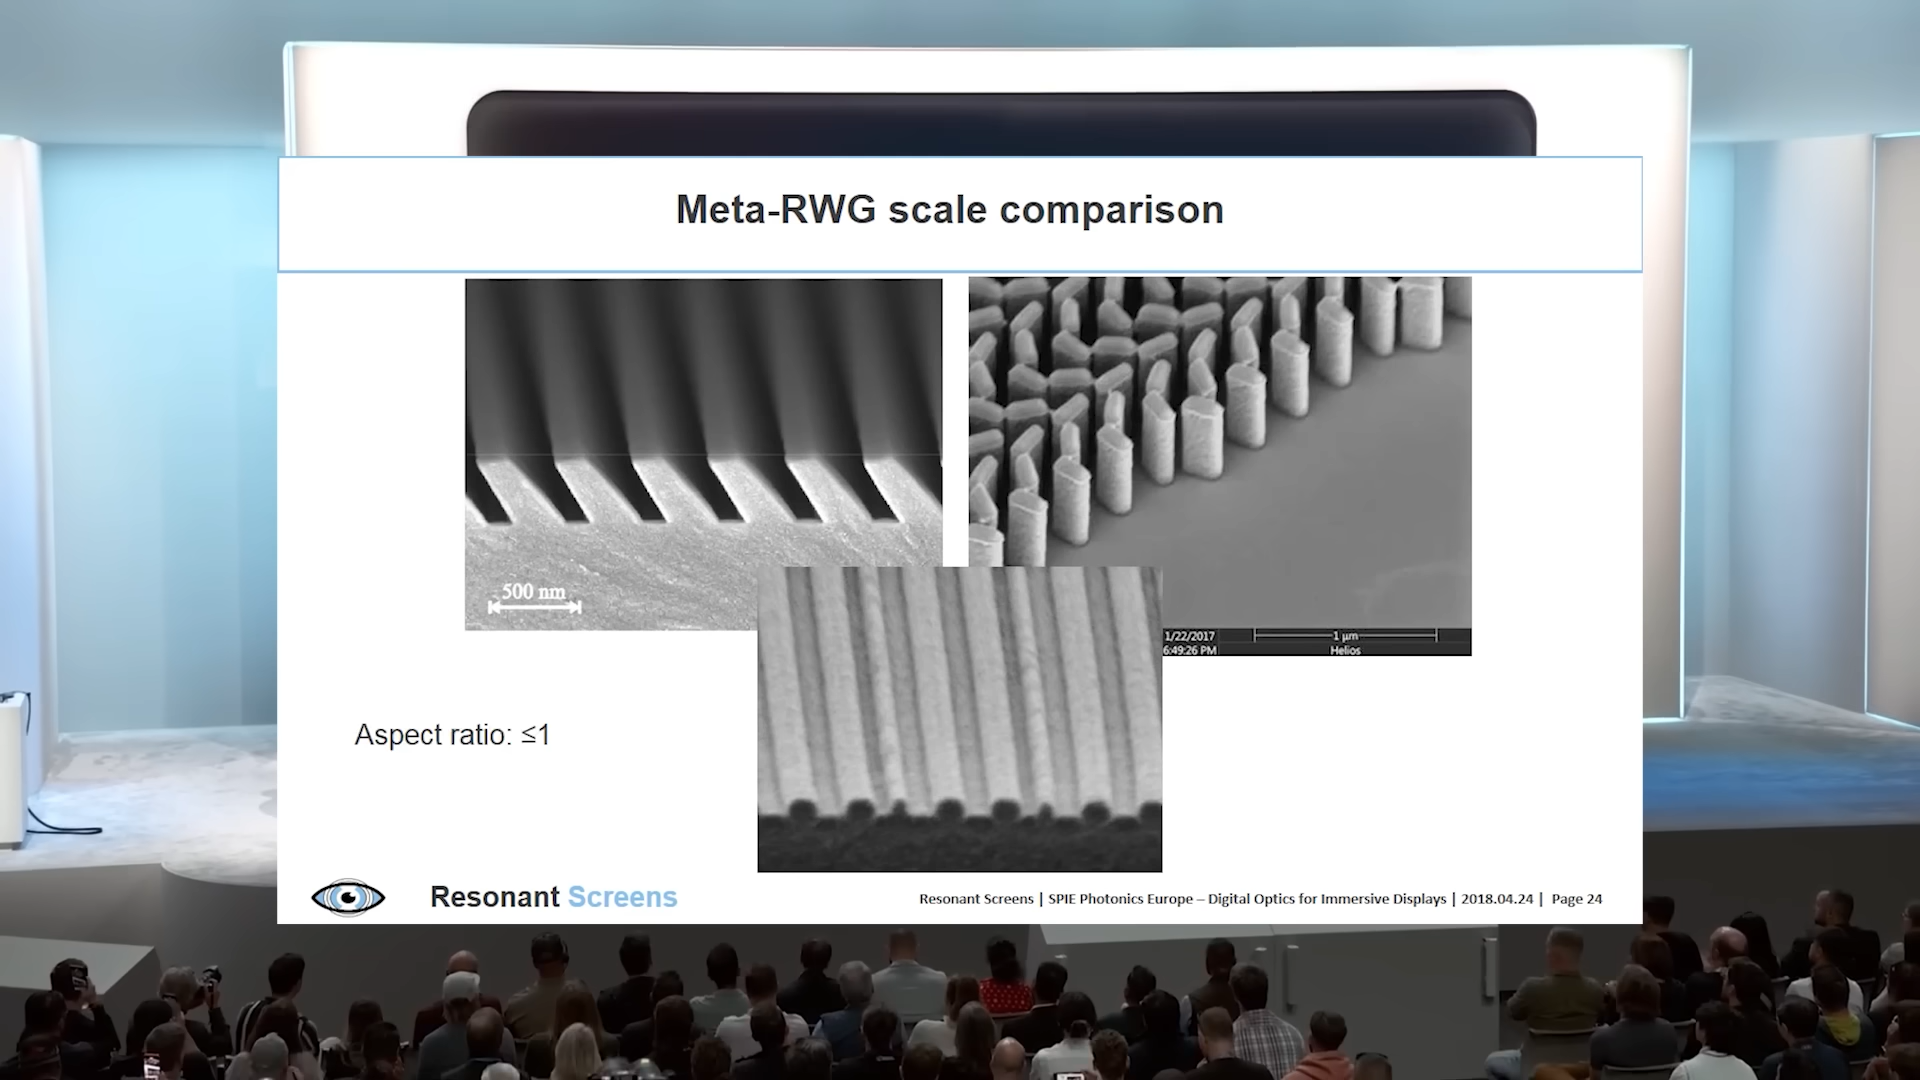 Meta-RWG scale comparison
500 nm
1/22/2017
6:49:26 PM
1 µm
Helios
Aspect ratio: ≤1
Resonant Screens
Resonant Screens | SPIE Photonics Europe – Digital Optics for Immersive Displays | 2018.04.24 | Page 24